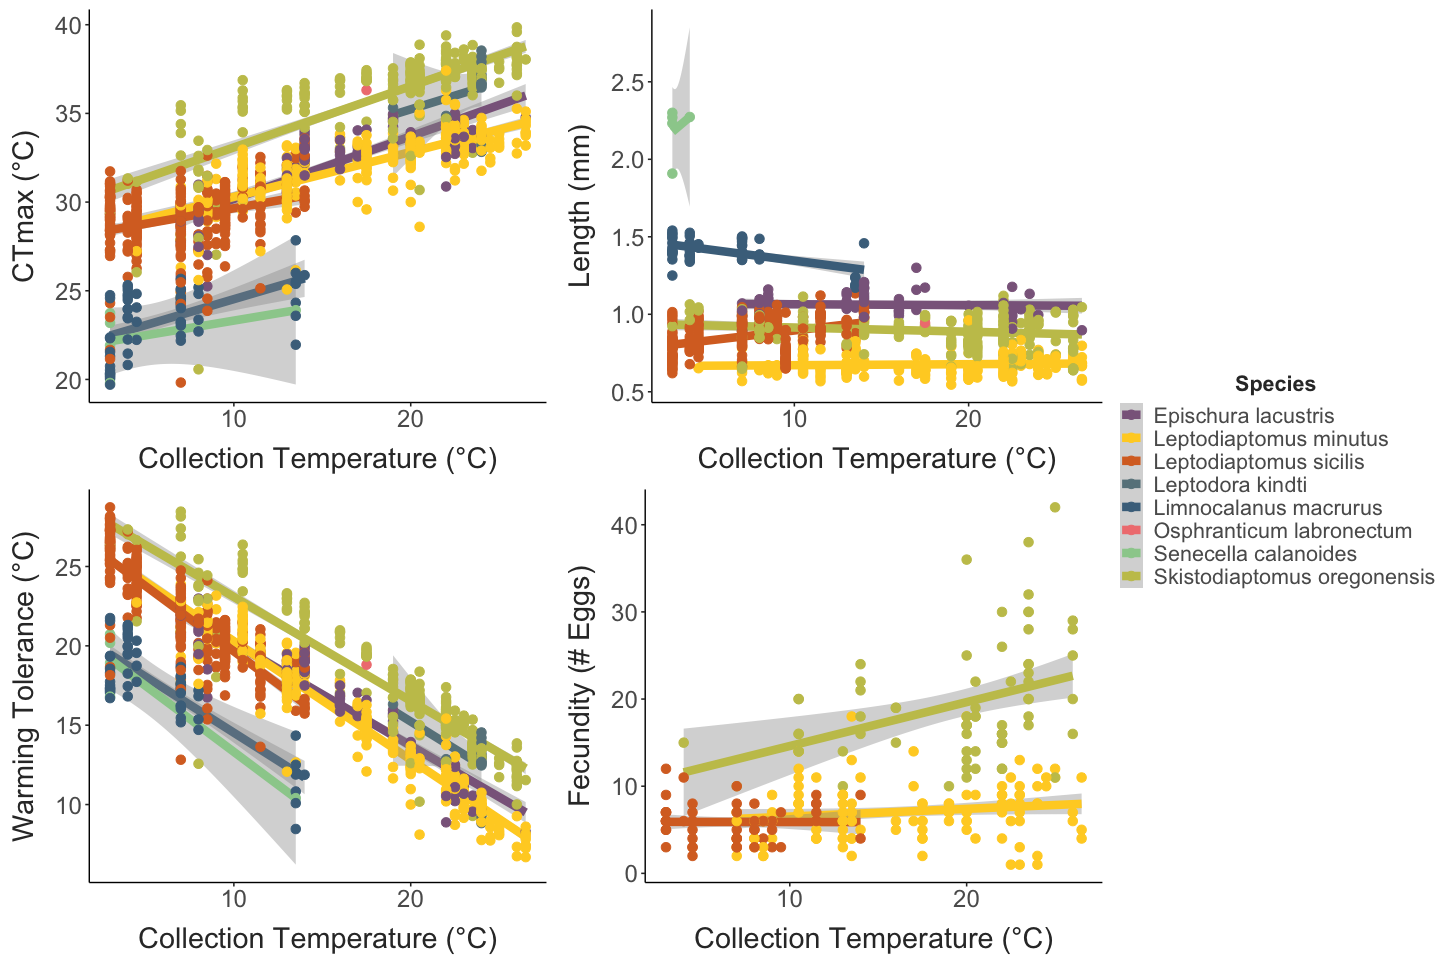 40
35
30
25
20
CTmax (°C)
10
20
Collection Temperature (°C)
2.5
2.0
1.5
1.0
0.5
Length (mm)
10
20
Collection Temperature (°C)
25
20
15
10
Warming Tolerance (°C)
10
20
Collection Temperature (°C)
40
30
20
10
0
Fecundity (# Eggs)
10
20
Collection Temperature (°C)
Species
Epischura lacustris
Leptodiaptomus minutus
Leptodiaptomus sicilis
Leptodora kindti
Limnocalanus macrurus
Osphranticum labronectum
Senecella calanoides
Skistodiaptomus oregonensis